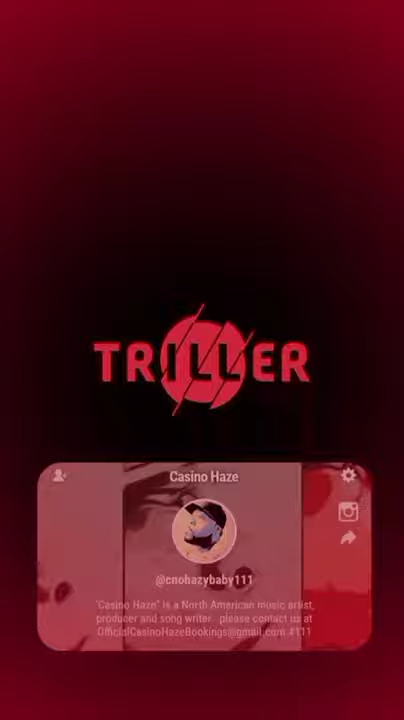 TRILLER
Casino Haze
@cnohazybaby111
"Casino Haze" is a North American music artist,
producer and song writer. please contact us at
OfficialCasinoHazeBookings@gmail.com #111